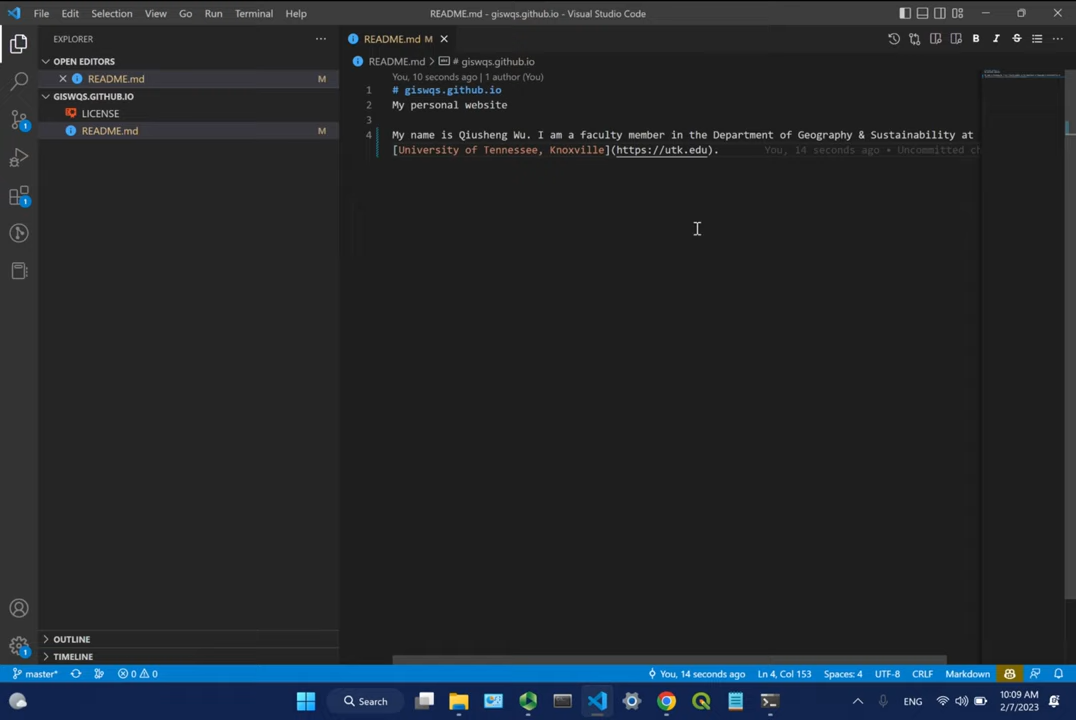 File Edit Selection View Go Run Terminal Help
README.md - giswqs.github.io - Visual Studio Code
EXPLORER
README.md M
OPEN EDITORS
README.md M
GISWQS.GITHUB.IO
LICENSE
README.md M
README.md > # giswqs.github.io
You, 10 seconds ago | 1 author (You)
1 # giswqs.github.io
2 My personal website
3
4 My name is Qiusheng Wu. I am a faculty member in the Department of Geography & Sustainability at
[University of Tennessee, Knoxville](https://utk.edu). You, 14 seconds ago • Uncommitted ch
1
1
1
OUTLINE
TIMELINE
master* 0 0 You, 14 seconds ago Ln 4, Col 153 Spaces: 4 UTF-8 CRLF Markdown
Search
ENG
10:09 AM
2/7/2023